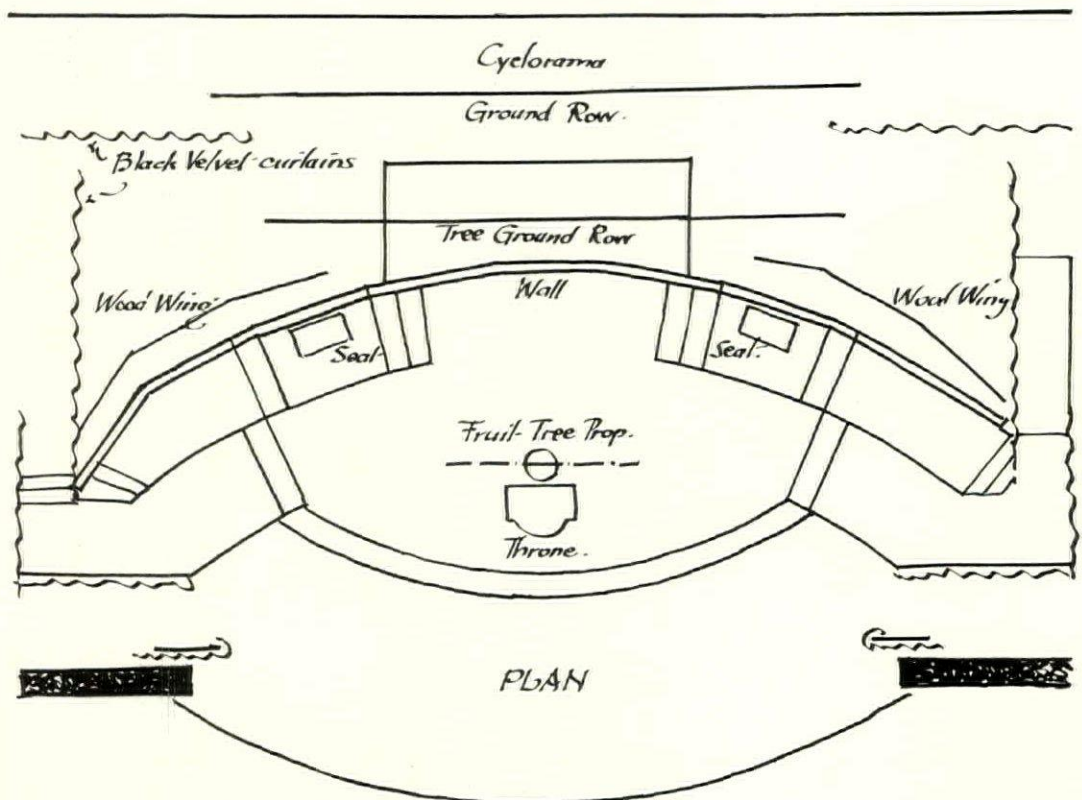 Cyclorama
Ground Row.
Black Velvet curtains
Tree Ground Row
Wood Wing.
Wall
Wood Wing
Seat.
Seat.
Fruit-Tree Prop.
Throne.
PLAN